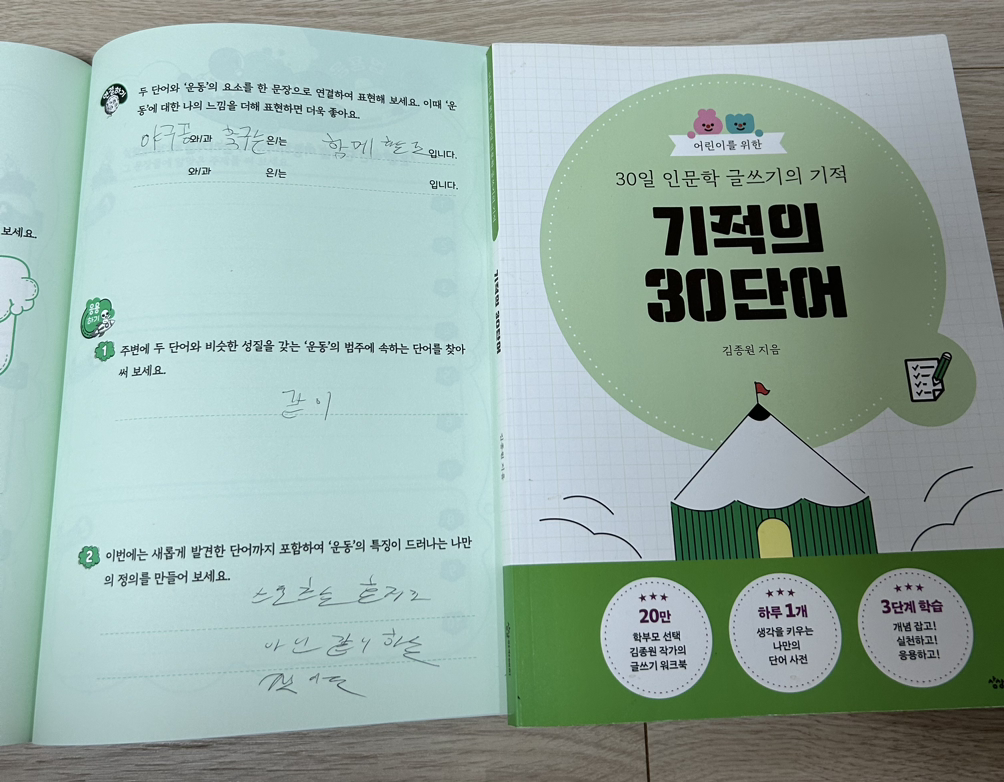 보세요.
두 단어와 '운동'의 요소를 한 문장으로 연결하여 표현해 보세요. 이때 '운
동'에 대한 나의 느낌을 더해 표현하면 더욱 좋아요.
야구공와/과 축구는은/는 함께 하는 입니다.
와/과 은/는 입니다.
응용
하기
1 주변에 두 단어와 비슷한 성질을 갖는 '운동'의 범주에 속하는 단어를 찾아
써 보세요.
같이
2 이번에는 새롭게 발견한 단어까지 포함하여 '운동'의 특징이 드러나는 나만
의 정의를 만들어 보세요.
스포츠는 혼자
아닌 같이 하는
기적의 30단어
김종원 지음
어린이를 위한
30일 인문학 글쓰기의 기적
기적의
30단어
김종원 지음
★★★
20만
학부모 선택
김종원 작가의
글쓰기 워크북
★★★
하루 1개
생각을 키우는
나만의
단어 사전
★★★
3단계 학습
개념 잡고!
실천하고!
응용하고!